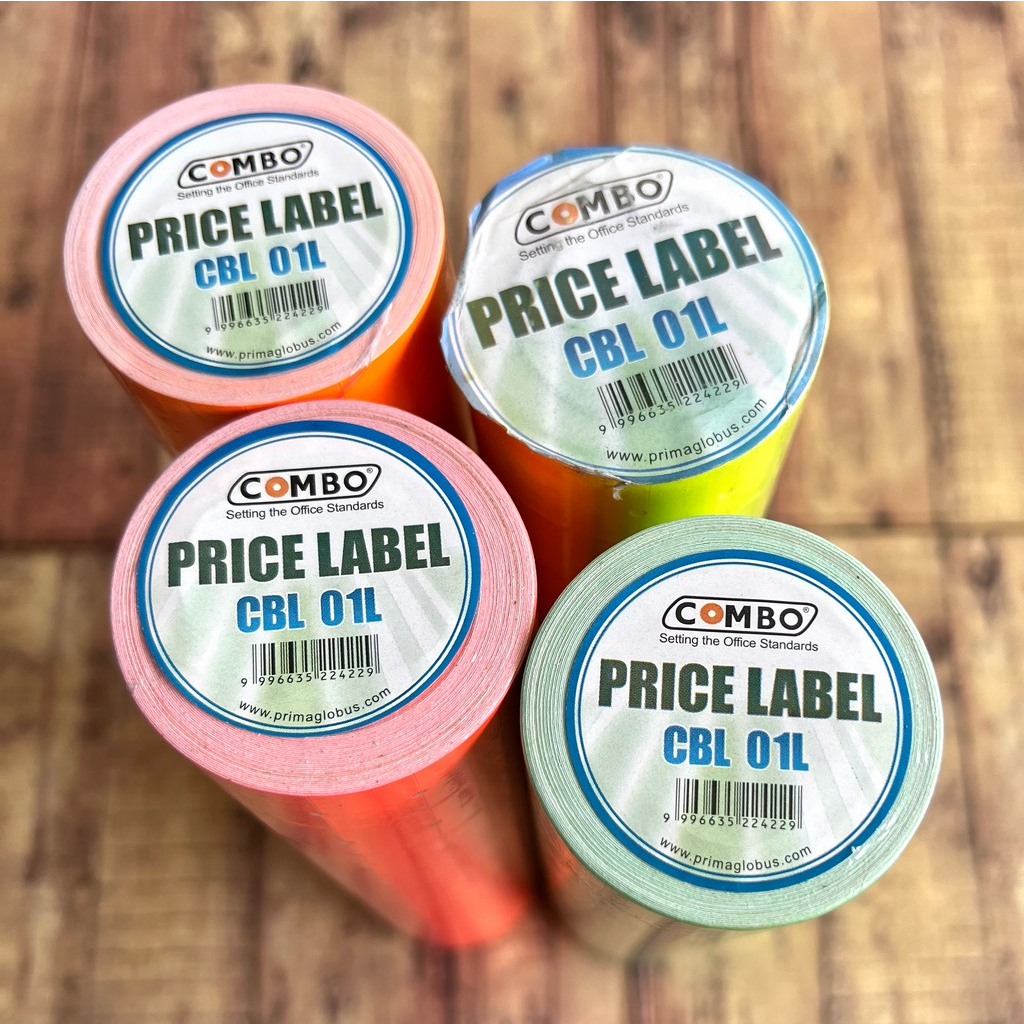 COMBO®
Setting the Office Standards
PRICE LABEL
CBL 01L
9 996635 224229
www.primaglobus.com
COMBO®
Setting the Office Standards
PRICE LABEL
CBL 01L
9 996635 224229
www.primaglobus.com
COMBO®
Setting the Office Standards
PRICE LABEL
CBL 01L
9 996635 224229
www.primaglobus.com
COMBO®
Setting the Office Standards
PRICE LABEL
CBL 01L
9 996635 224229
www.primaglobus.com